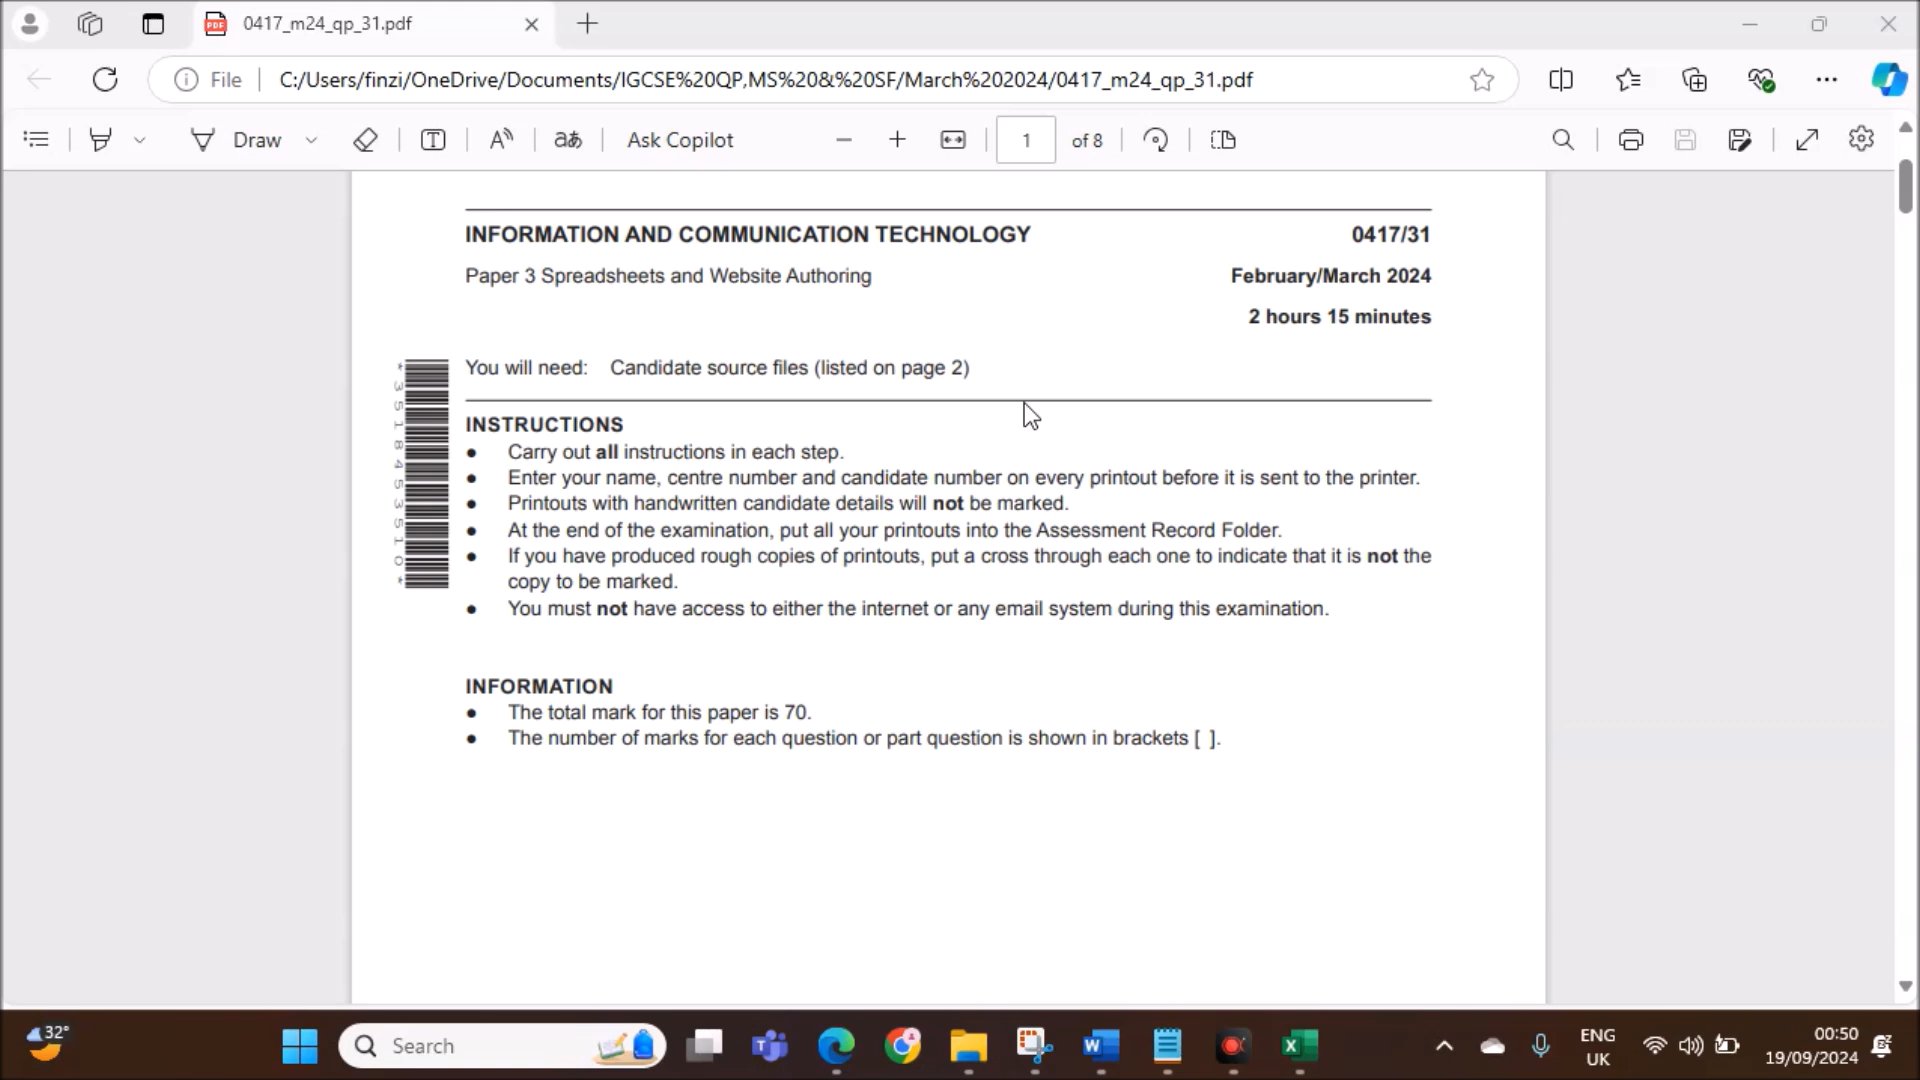 0417_m24_qp_31.pdf
File C:/Users/finzi/OneDrive/Documents/IGCSE%20QP,MS%20&%20SF/March%202024/0417_m24_qp_31.pdf
Draw Ask Copilot 1 of 8
INFORMATION AND COMMUNICATION TECHNOLOGY 0417/31
Paper 3 Spreadsheets and Website Authoring February/March 2024
2 hours 15 minutes
You will need: Candidate source files (listed on page 2)
*3518453510*
INSTRUCTIONS
● Carry out all instructions in each step.
● Enter your name, centre number and candidate number on every printout before it is sent to the printer.
● Printouts with handwritten candidate details will not be marked.
● At the end of the examination, put all your printouts into the Assessment Record Folder.
● If you have produced rough copies of printouts, put a cross through each one to indicate that it is not the
copy to be marked.
● You must not have access to either the internet or any email system during this examination.
INFORMATION
● The total mark for this paper is 70.
● The number of marks for each question or part question is shown in brackets [ ].
32°
Search
ENG
UK
00:50
19/09/2024